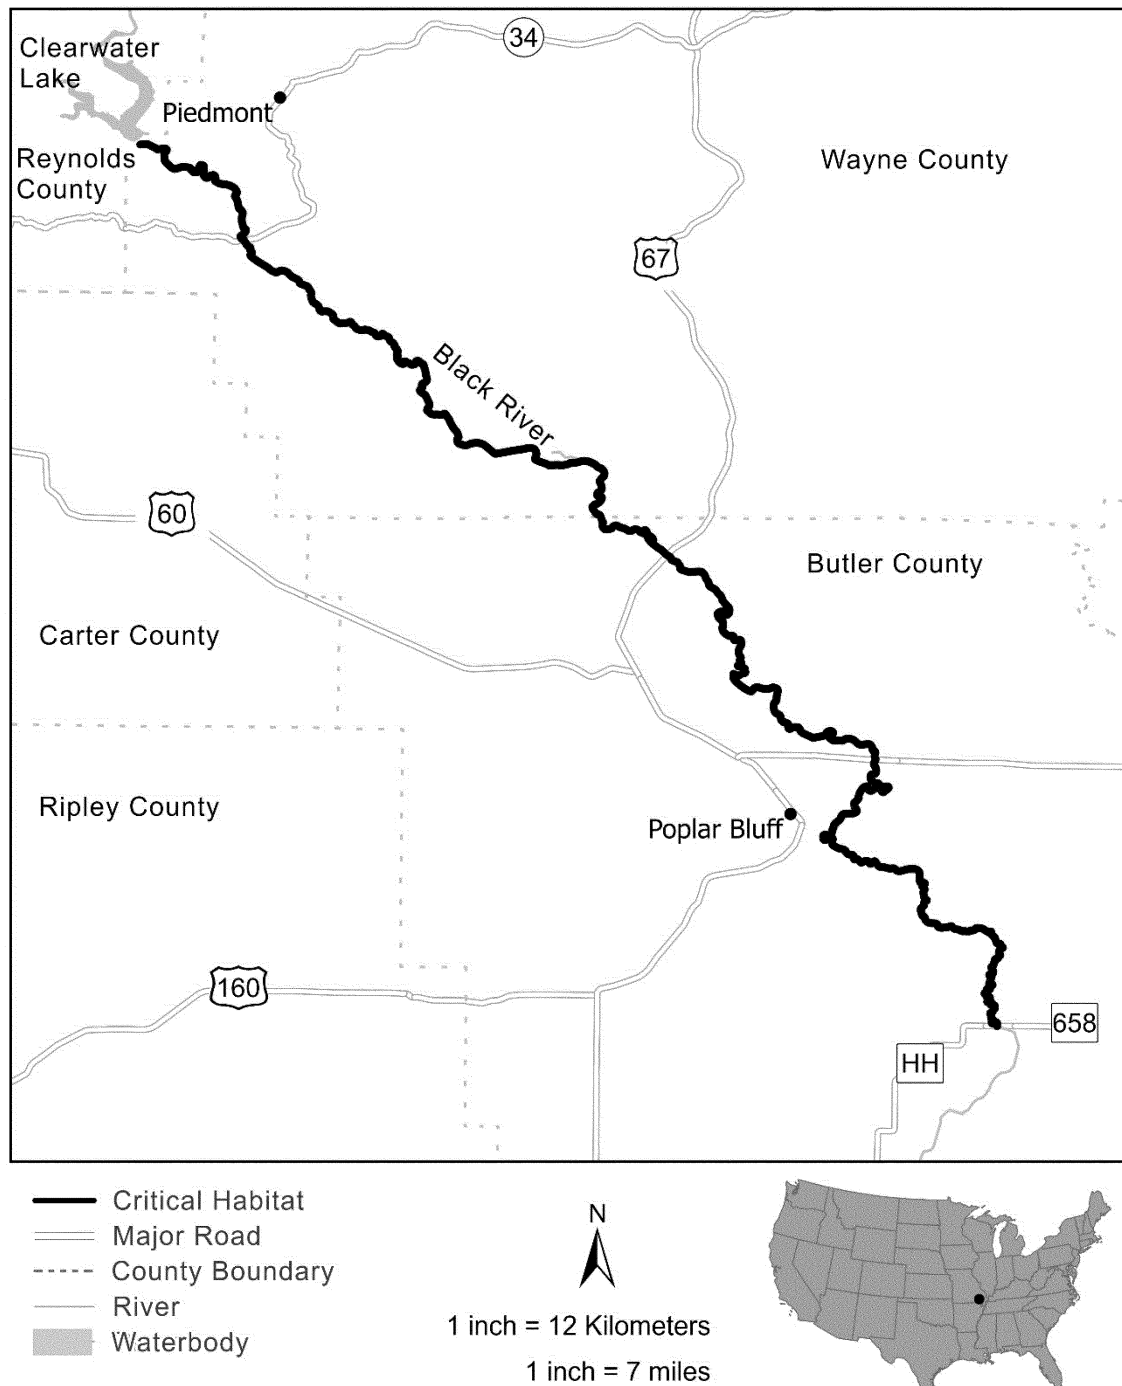 Clearwater
Lake
34
Piedmont
Reynolds
County
Wayne County
67
Black River
60
Butler County
Carter County
Ripley County
Poplar Bluff
160
658
HH
Critical Habitat
Major Road
County Boundary
River
Waterbody
N
1 inch = 12 Kilometers
1 inch = 7 miles